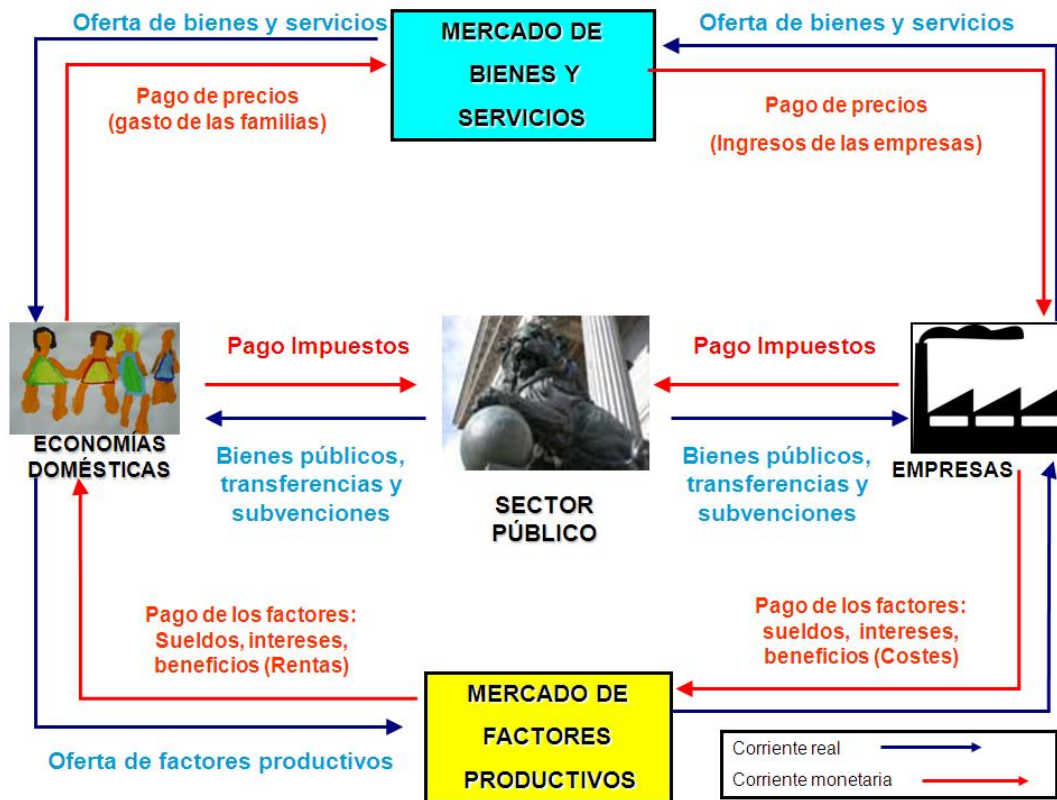 Oferta de bienes y servicios
MERCADO DE
BIENES Y
SERVICIOS
Oferta de bienes y servicios
Pago de precios
(gasto de las familias)
Pago de precios
(Ingresos de las empresas)
Pago Impuestos
Pago Impuestos
ECONOMÍAS
DOMÉSTICAS
Bienes públicos,
transferencias y
subvenciones
SECTOR
PÚBLICO
Bienes públicos,
transferencias y
subvenciones
EMPRESAS
Pago de los factores:
Sueldos, intereses,
beneficios (Rentas)
Pago de los factores:
sueldos, intereses,
beneficios (Costes)
MERCADO DE
FACTORES
PRODUCTIVOS
Oferta de factores productivos
Corriente real
Corriente monetaria